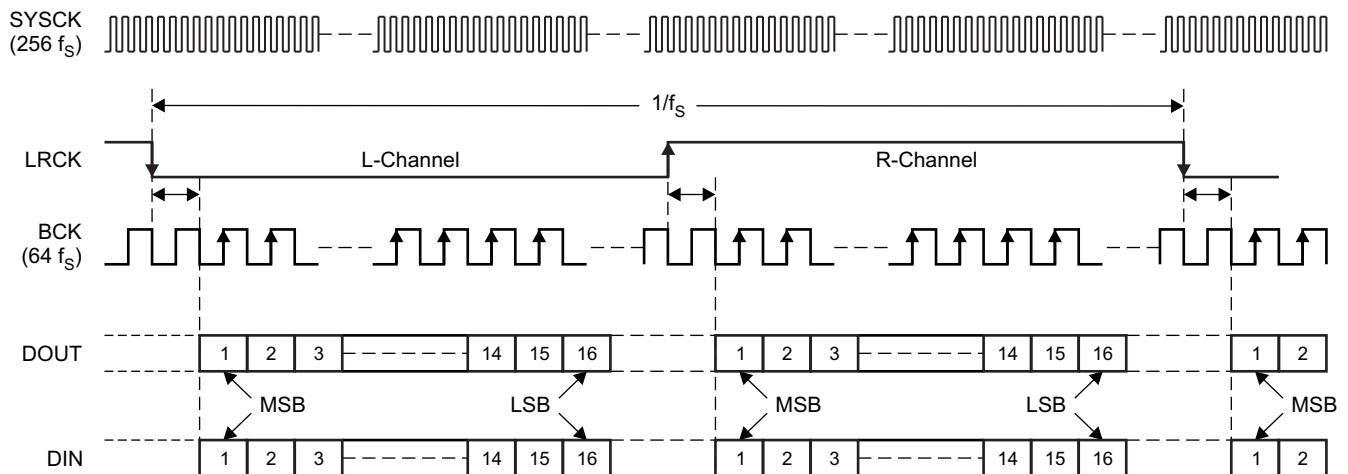 SYSCK
(256 fS)
1/fS
LRCK
L-Channel
R-Channel
BCK
(64 fS)
DOUT
1 2 3 14 15 16 1 2 3 14 15 16 1 2
MSB LSB MSB LSB MSB
DIN
1 2 3 14 15 16 1 2 3 14 15 16 1 2